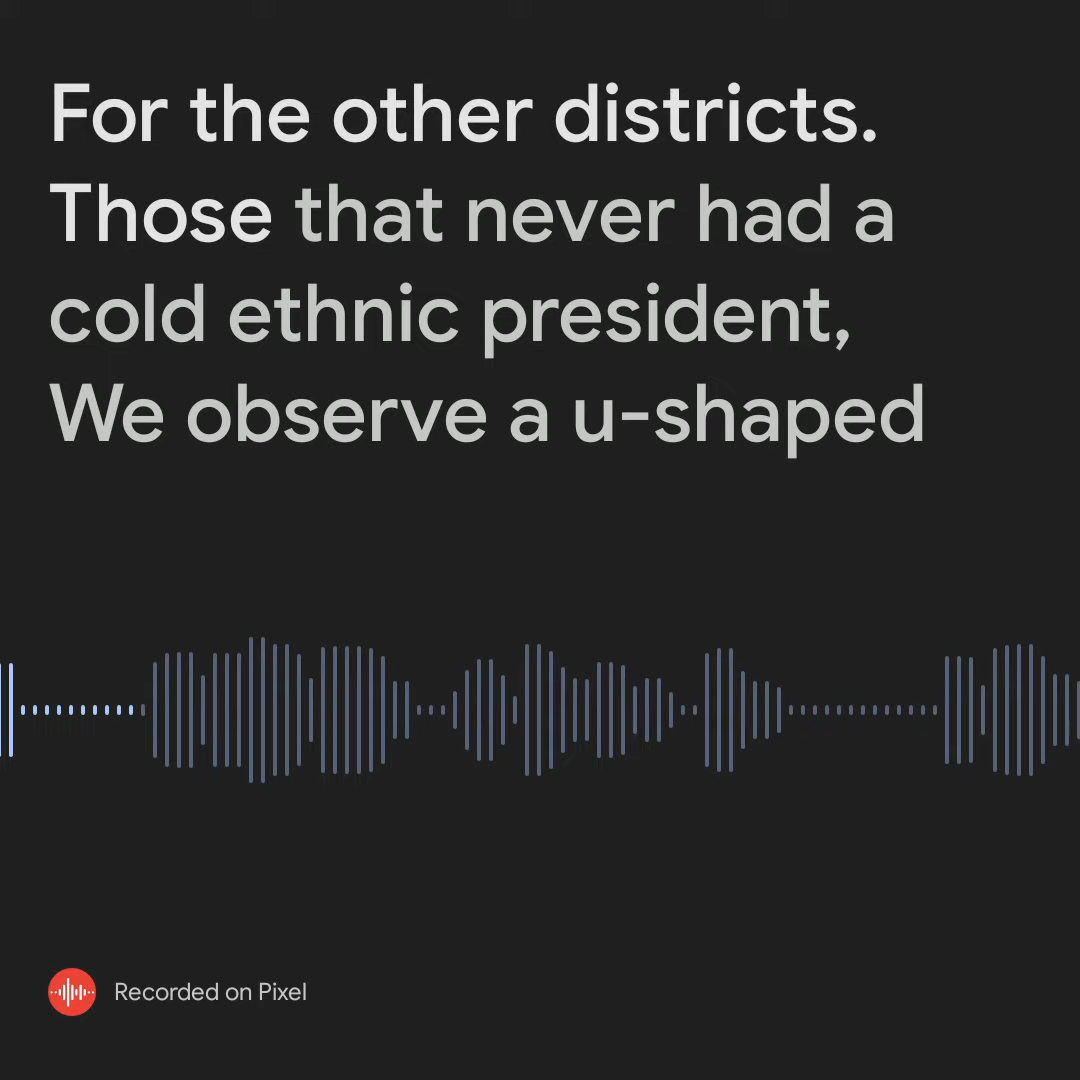 For the other districts.
Those that never had a
cold ethnic president,
We observe a u-shaped
Recorded on Pixel